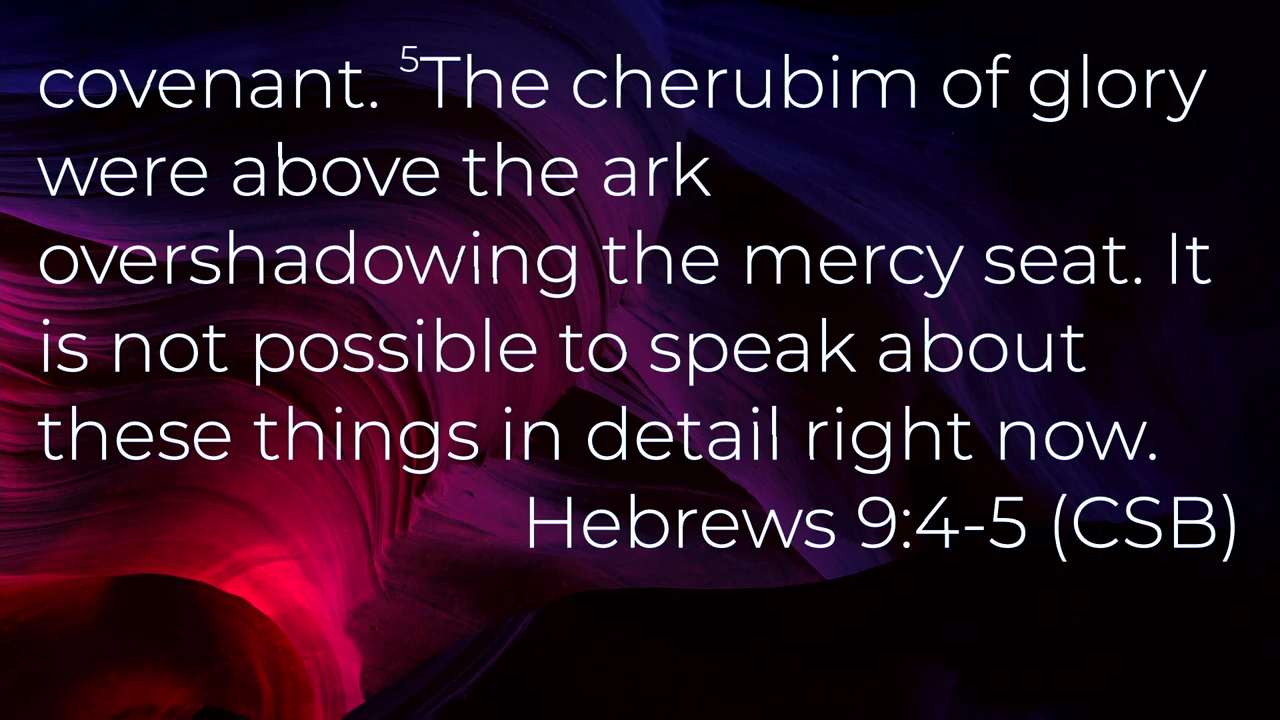 covenant. ⁵The cherubim of glory
were above the ark
overshadowing the mercy seat. It
is not possible to speak about
these things in detail right now.
Hebrews 9:4-5 (CSB)